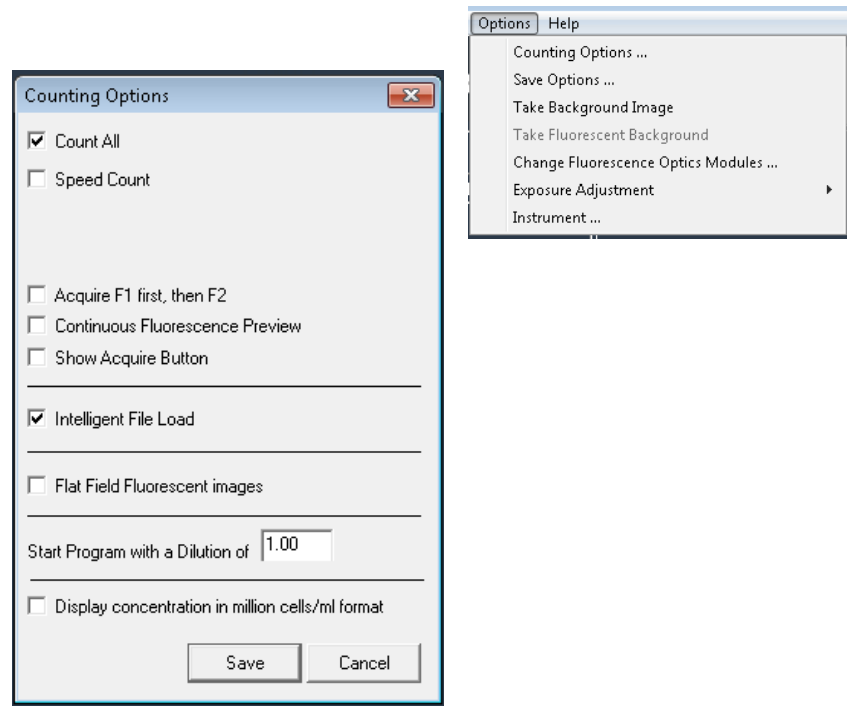 Counting Options
Count All
Speed Count
Acquire F1 first, then F2
Continuous Fluorescence Preview
Show Acquire Button
Intelligent File Load
Flat Field Fluorescent images
Start Program with a Dilution of 1.00
Display concentration in million cells/ml format
Save Cancel
Options Help
Counting Options ...
Save Options ...
Take Background Image
Take Fluorescent Background
Change Fluorescence Optics Modules ...
Exposure Adjustment
Instrument ...